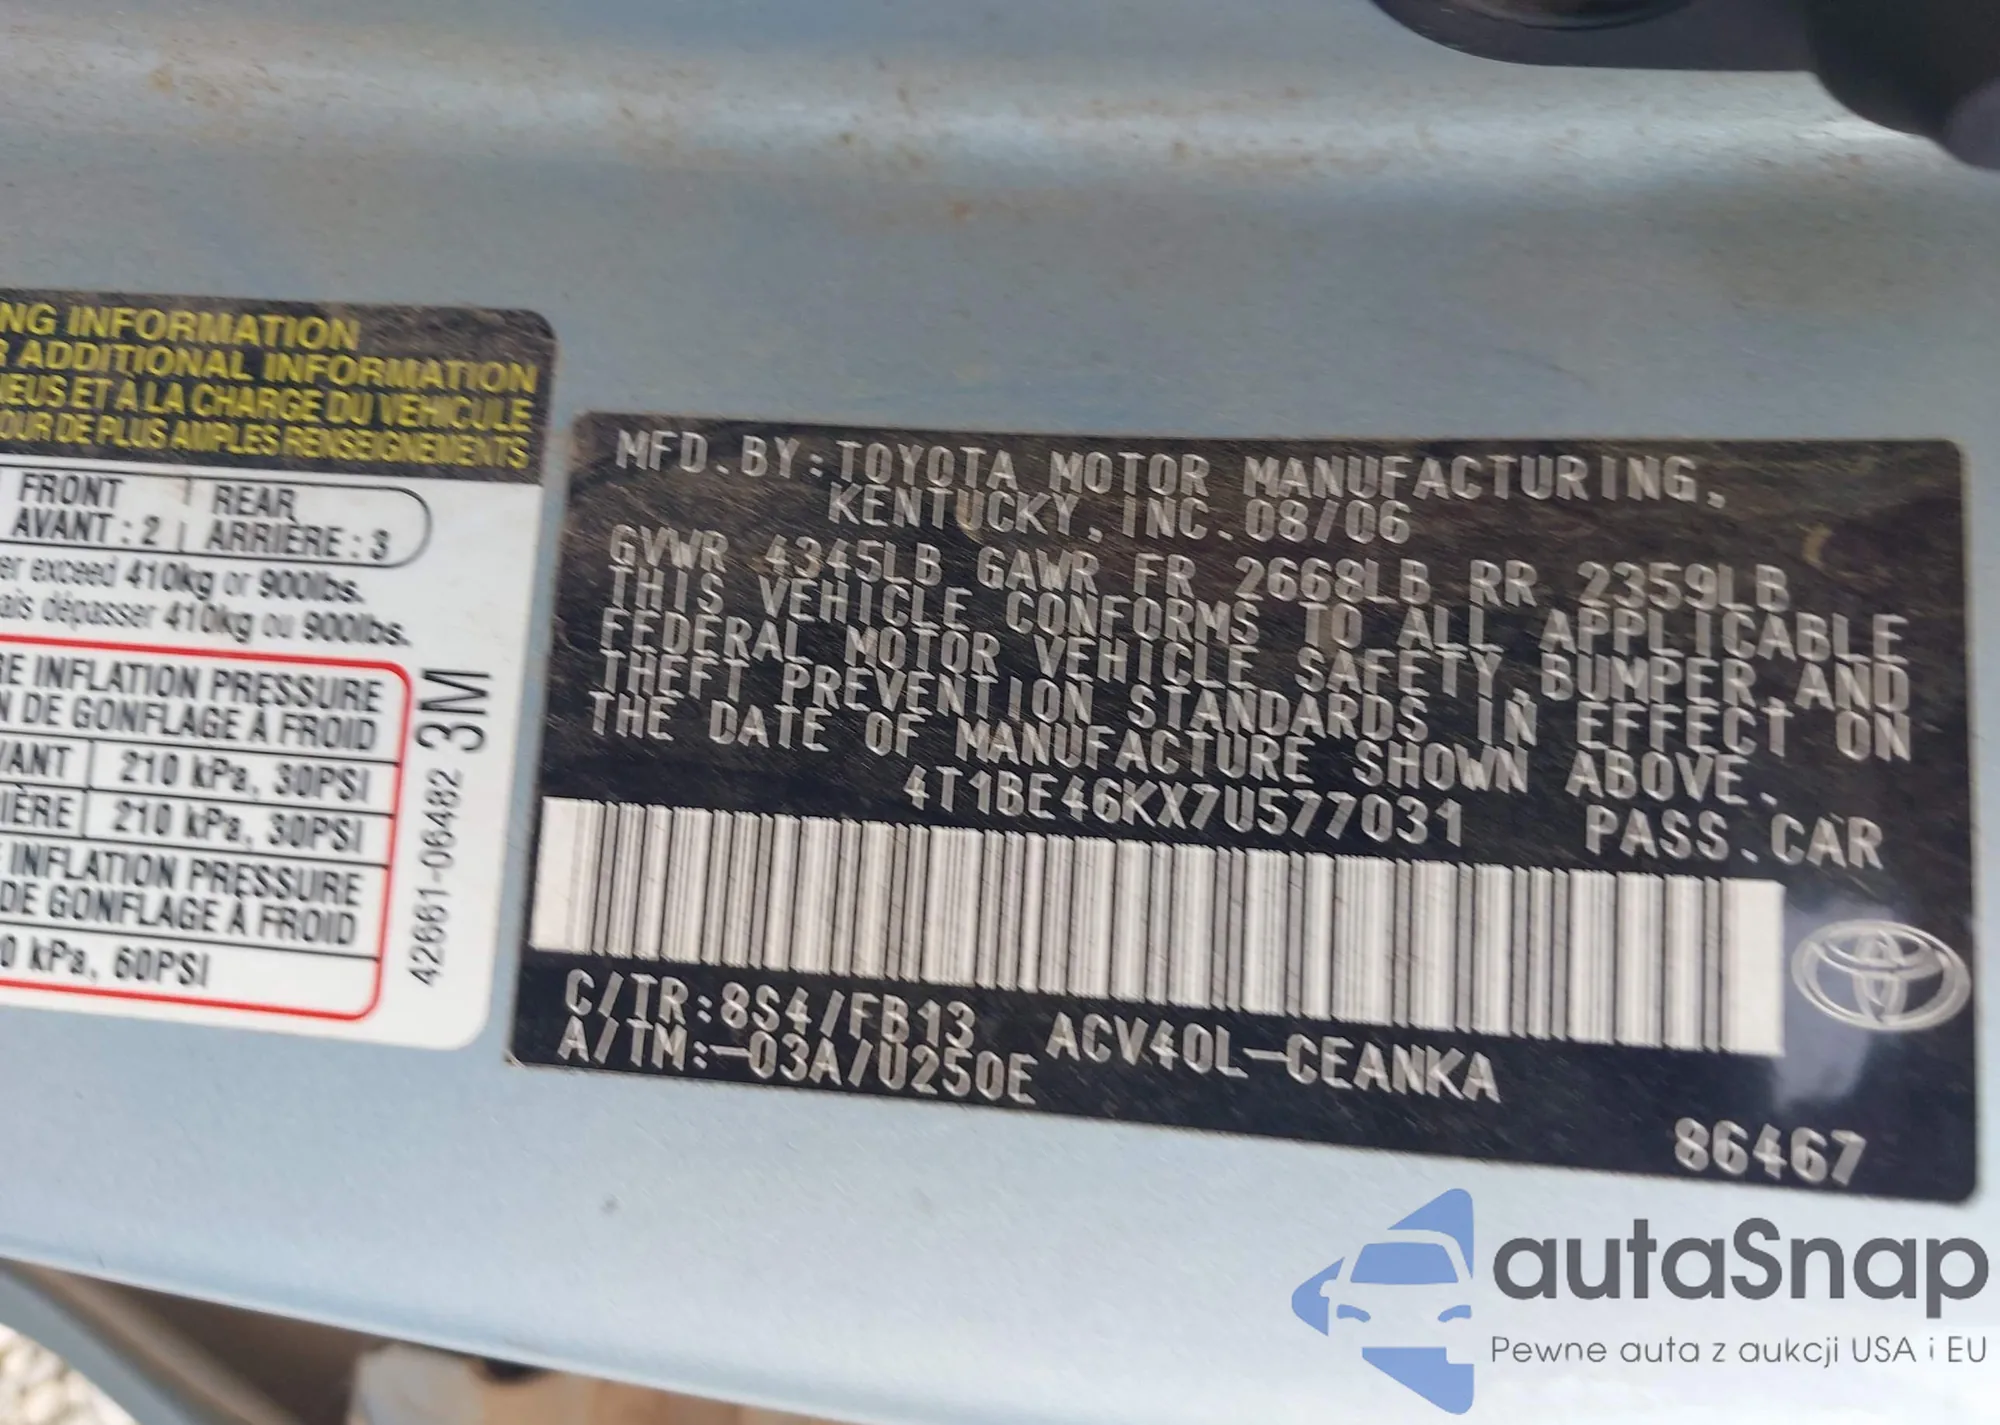 NG INFORMATION
R ADDITIONAL INFORMATION
NEUS ET À LA CHARGE DU VÉHICULE
OUR DE PLUS AMPLES RENSEIGNEMENTS
FRONT
AVANT : 2
REAR
ARRIÈRE : 3
er exceed 410kg or 900lbs.
ais dépasser 410kg ou 900lbs.
RE INFLATION PRESSURE
N DE GONFLAGE À FROID
VANT 210 kPa, 30PSI
IÈRE 210 kPa, 30PSI
E INFLATION PRESSURE
DE GONFLAGE À FROID
0 kPa, 60PSI
42661-06482 3M
MFD.BY:TOYOTA MOTOR MANUFACTURING,
KENTUCKY, INC. 08/06
GVWR 4345LB GAWR FR 2668LB RR 2359LB
THIS VEHICLE CONFORMS TO ALL APPLICABLE
FEDERAL MOTOR VEHICLE SAFETY,BUMPER,AND
THEFT PREVENTION STANDARDS IN EFFECT ON
THE DATE OF MANUFACTURE SHOWN ABOVE.
4T1BE46KX7U577031 PASS.CAR
C/TR:8S4/FB13 ACV40L-CEANKA
A/TM:-03A/U250E
86467
autaSnap
Pewne auta z aukcji USA i EU